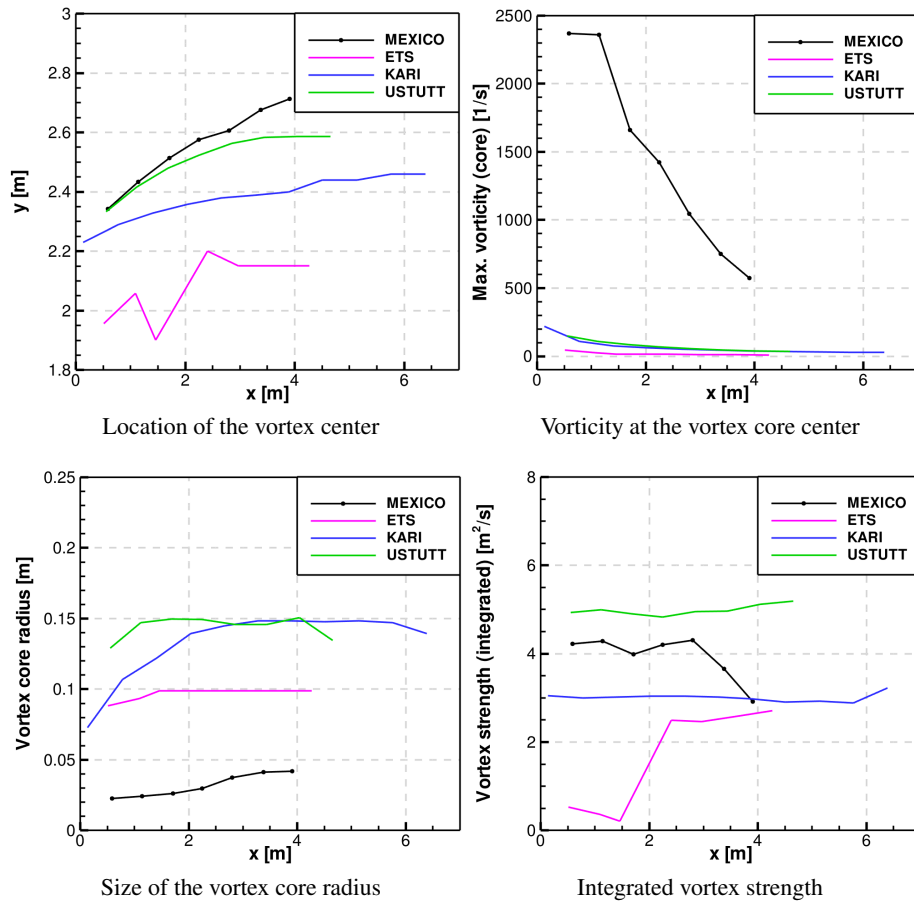 3
2.8
2.6
2.4
2.2
2
1.8
y [m]
0
2
4
6
x [m]
MEXICO
ETS
KARI
USTUTT
Location of the vortex center
2500
2000
1500
1000
500
0
Max. vorticity (core) [1/s]
0
2
4
6
x [m]
MEXICO
ETS
KARI
USTUTT
Vorticity at the vortex core center
0.25
0.2
0.15
0.1
0.05
0
Vortex core radius [m]
0
2
4
6
x [m]
MEXICO
ETS
KARI
USTUTT
Size of the vortex core radius
8
6
4
2
0
Vortex strength (integrated) [m²/s]
0
2
4
6
x [m]
MEXICO
ETS
KARI
USTUTT
Integrated vortex strength